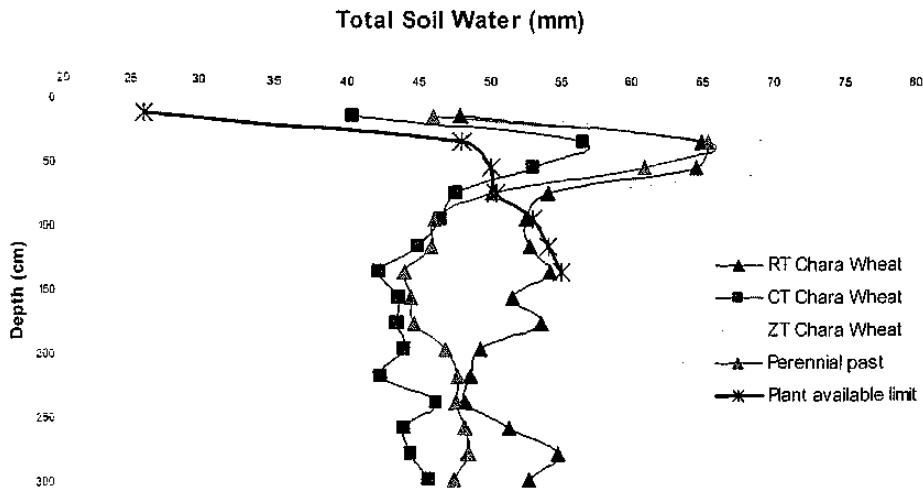 Total Soil Water (mm)
20 25 30 35 40 45 50 55 60 65 70 75 80
0
50
100
150
200
250
300
Depth (cm)
RT Chara Wheat
CT Chara Wheat
ZT Chara Wheat
Perennial past
Plant available limit